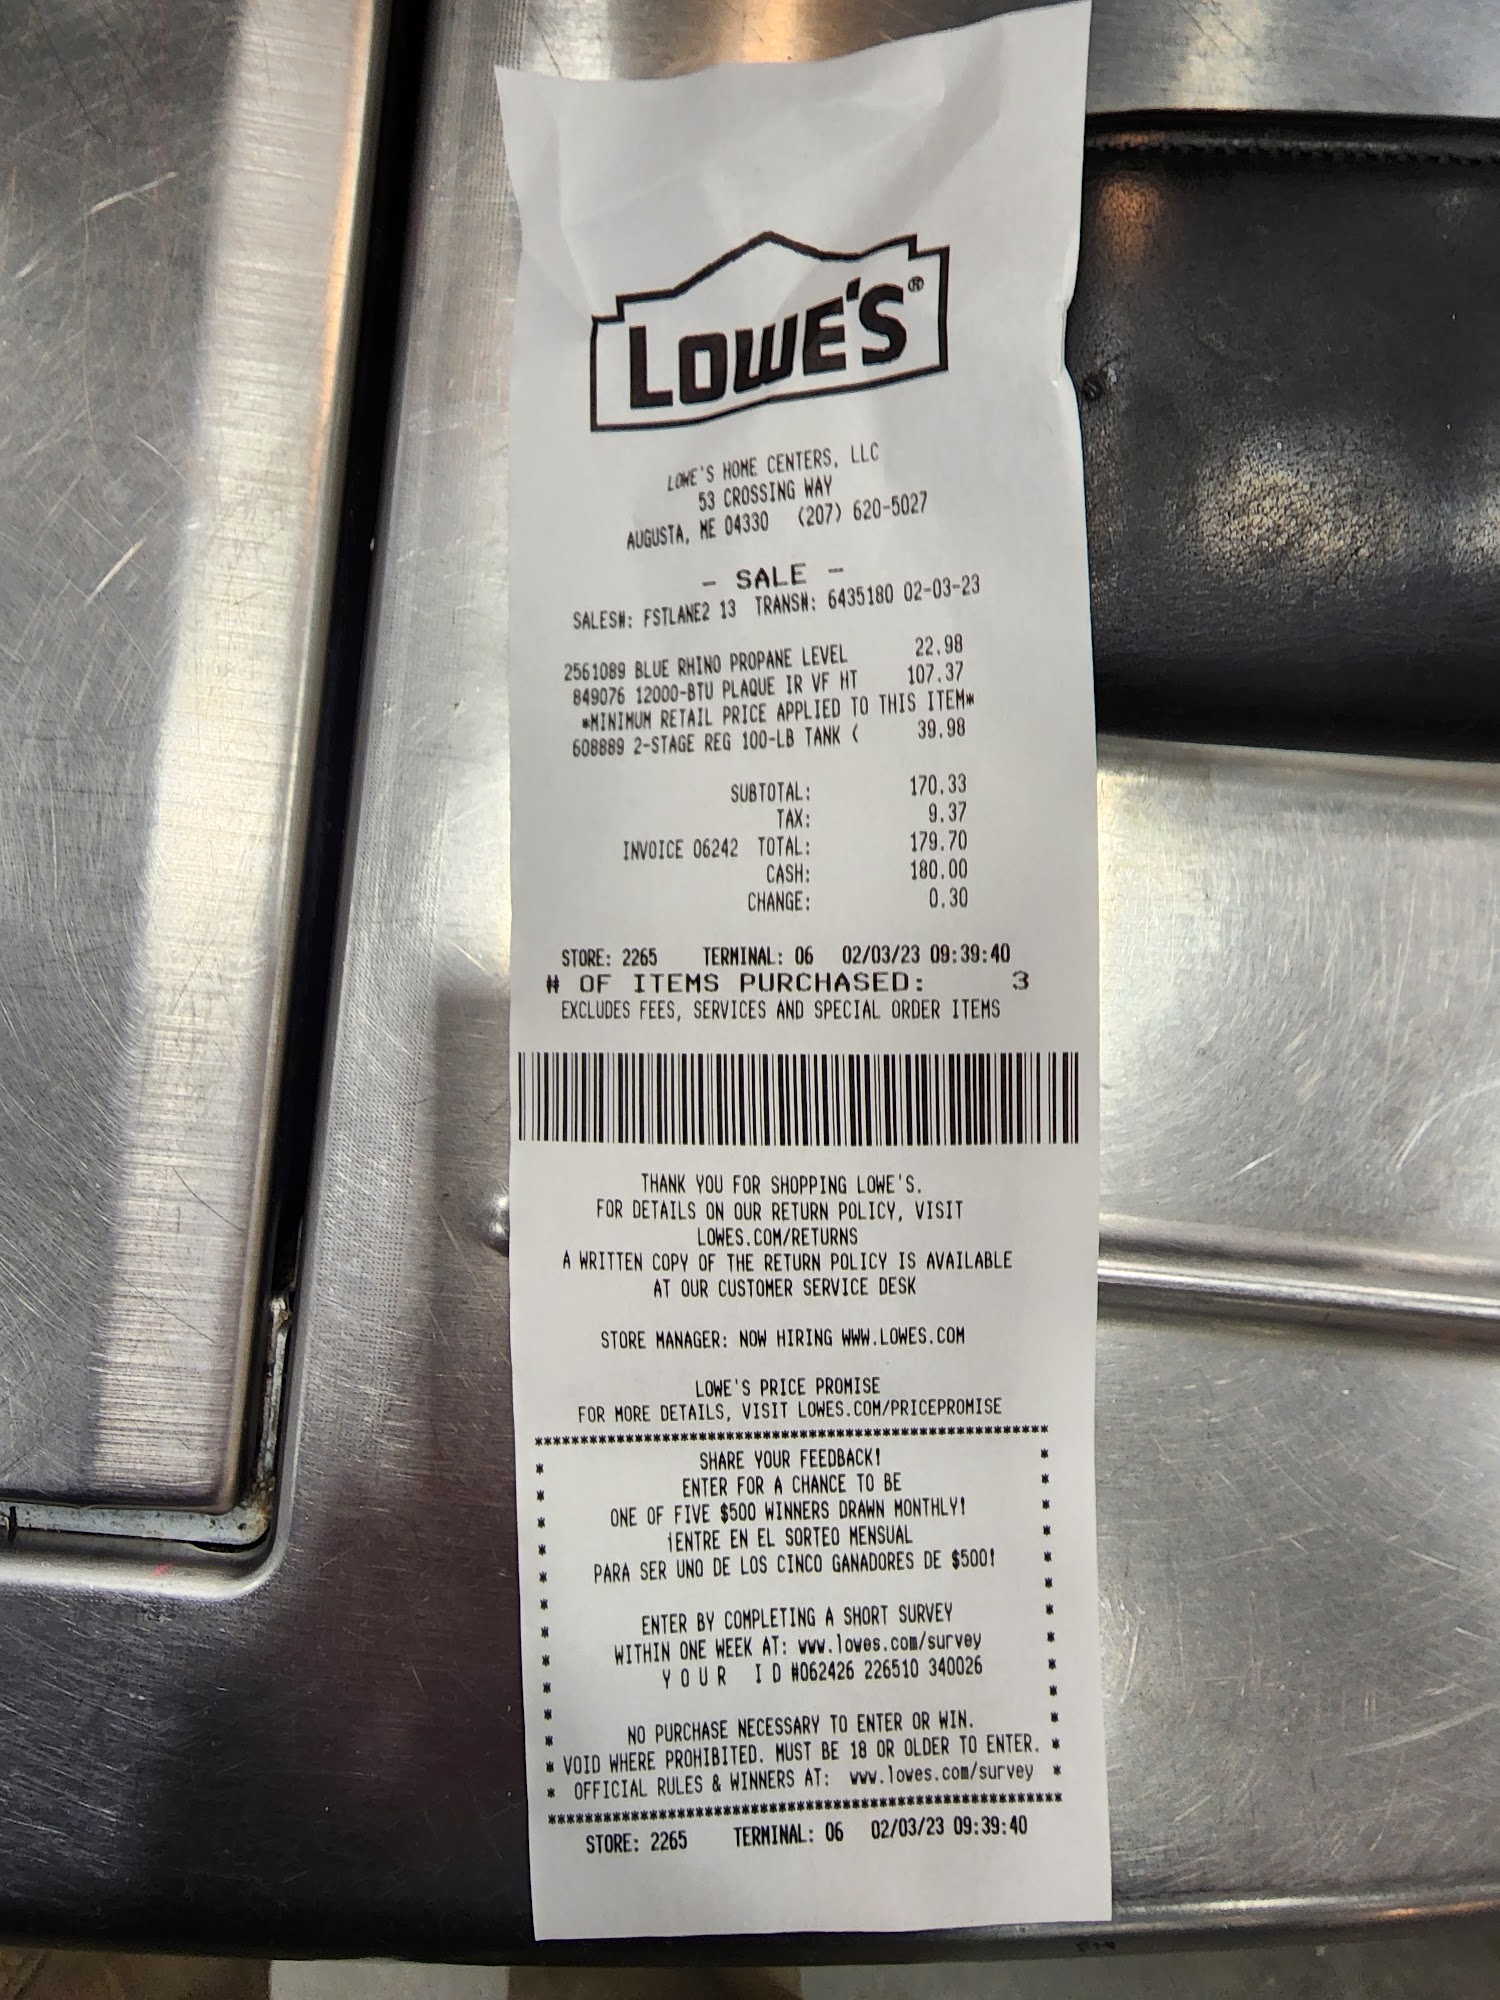 LOWE'S®
LOWE'S HOME CENTERS, LLC
53 CROSSING WAY
AUGUSTA, ME 04330 (207) 620-5027
- SALE -
SALES#: FSTLANE2 13 TRANS#: 6435180 02-03-23
2561089 BLUE RHINO PROPANE LEVEL 22.98
849076 12000-BTU PLAQUE IR VF HT 107.37
*MINIMUM RETAIL PRICE APPLIED TO THIS ITEM*
608889 2-STAGE REG 100-LB TANK ( 39.98
SUBTOTAL: 170.33
TAX: 9.37
INVOICE 06242 TOTAL: 179.70
CASH: 180.00
CHANGE: 0.30
STORE: 2265 TERMINAL: 06 02/03/23 09:39:40
# OF ITEMS PURCHASED: 3
EXCLUDES FEES, SERVICES AND SPECIAL ORDER ITEMS
THANK YOU FOR SHOPPING LOWE'S.
FOR DETAILS ON OUR RETURN POLICY, VISIT
LOWES.COM/RETURNS
A WRITTEN COPY OF THE RETURN POLICY IS AVAILABLE
AT OUR CUSTOMER SERVICE DESK
STORE MANAGER: NOW HIRING WWW.LOWES.COM
LOWE'S PRICE PROMISE
FOR MORE DETAILS, VISIT LOWES.COM/PRICEPROMISE
*******************************************************
* SHARE YOUR FEEDBACK! *
* ENTER FOR A CHANCE TO BE *
* ONE OF FIVE $500 WINNERS DRAWN MONTHLY! *
* ¡ENTRE EN EL SORTEO MENSUAL *
* PARA SER UNO DE LOS CINCO GANADORES DE $500! *
* *
* ENTER BY COMPLETING A SHORT SURVEY *
* WITHIN ONE WEEK AT: www.lowes.com/survey *
* Y O U R I D #062426 226510 340026 *
* *
* NO PURCHASE NECESSARY TO ENTER OR WIN. *
* VOID WHERE PROHIBITED. MUST BE 18 OR OLDER TO ENTER. *
* OFFICIAL RULES & WINNERS AT: www.lowes.com/survey *
*******************************************************
STORE: 2265 TERMINAL: 06 02/03/23 09:39:40